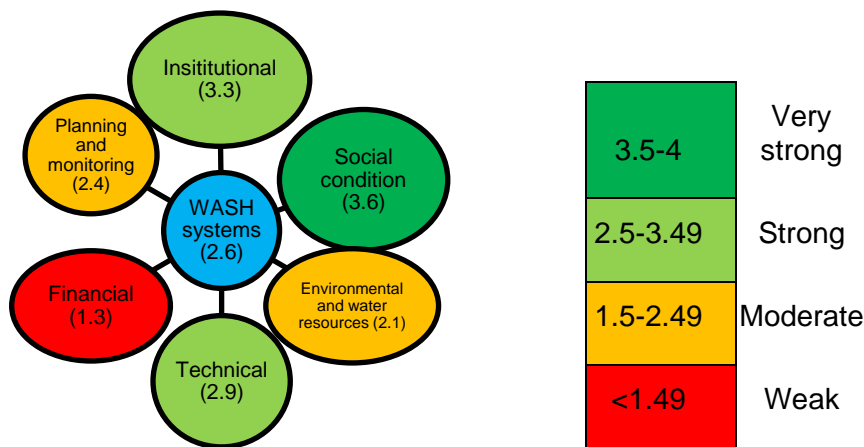 Insititutional
(3.3)
Planning
and
monitoring
(2.4)
Social
condition
(3.6)
WASH
systems
(2.6)
Financial
(1.3)
Environmental
and water
resources (2.1)
Technical
(2.9)
3.5-4
Very
strong
2.5-3.49
Strong
1.5-2.49
Moderate
<1.49
Weak